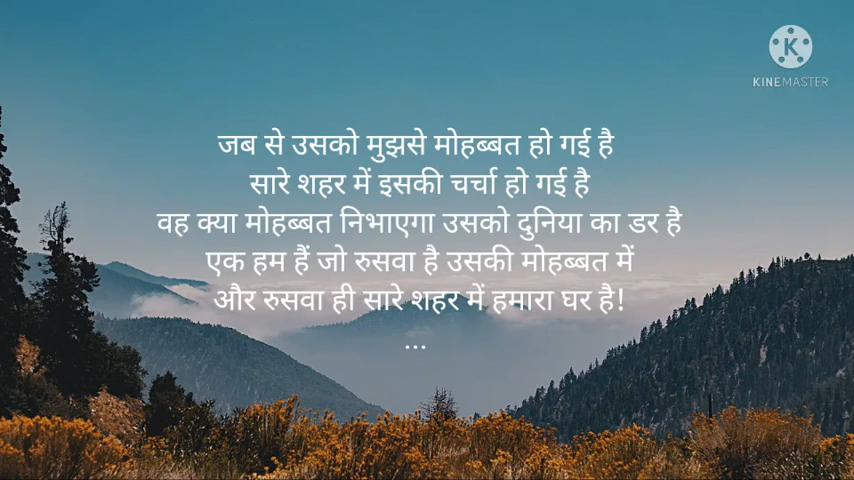 KINEMASTER
जब से उसको मुझसे मोहब्बत हो गई है
सारे शहर में इसकी चर्चा हो गई है
वह क्या मोहब्बत निभाएगा उसको दुनिया का डर है
एक हम हैं जो रुसवा है उसकी मोहब्बत में
और रुसवा ही सारे शहर में हमारा घर है!
...